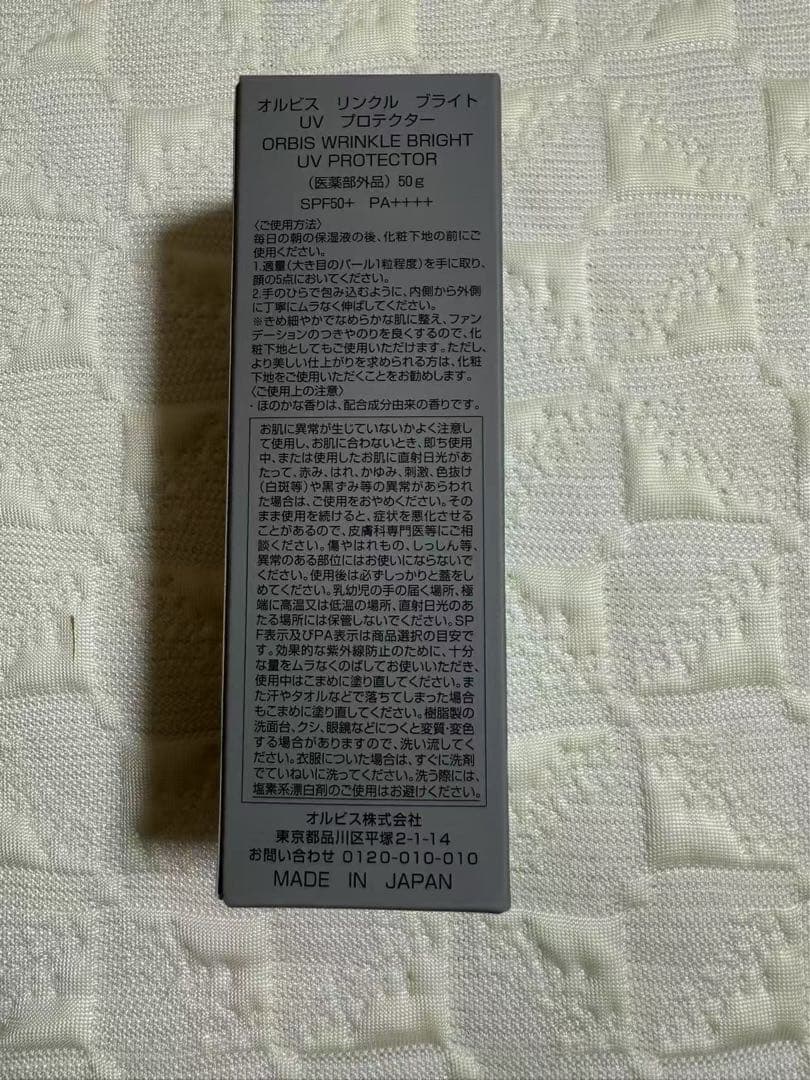 オルビス リンクル ブライト
UV プロテクター
ORBIS WRINKLE BRIGHT
UV PROTECTOR
（医薬部外品）50g
SPF50+ PA++++
〈ご使用方法〉
毎日の朝の保湿液の後、化粧下地の前にご
使用ください。
1.適量（大き目のパール1粒程度）を手に取り、
顔の5点においてください。
2.手のひらで包み込むように、内側から外側
に丁寧にムラなく伸ばしてください。
※きめ細やかでなめらかな肌に整え、ファン
デーションのつきやのりを良くするので、化
粧下地としてもご使用いただけます。ただし、
より美しい仕上がりを求められる方は、化粧
下地をご使用いただくことをお勧めします。
〈ご使用上の注意〉
・ほのかな香りは、配合成分由来の香りです。
お肌に異常が生じていないかよく注意し
て使用し、お肌に合わないとき、即ち使用
中、または使用したお肌に直射日光があ
たって、赤み、はれ、かゆみ、刺激、色抜け
（白斑等）や黒ずみ等の異常があらわれ
た場合は、ご使用をおやめください。その
まま使用を続けると、症状を悪化させる
ことがあるので、皮膚科専門医等にご相
談ください。傷やはれもの、しっしん等、
異常のある部位にはお使いにならないで
ください。使用後は必ずしっかりと蓋をし
めてください。乳幼児の手の届く場所、極
端に高温又は低温の場所、直射日光のあ
たる場所には保管しないでください。SP
F表示及びPA表示は商品選択の目安で
す。効果的な紫外線防止のために、十分
な量をムラなくのばしてお使いいただき、
使用中はこまめに塗り直してください。ま
た汗やタオルなどで落ちてしまった場合
もこまめに塗り直してください。樹脂製の
洗面台、クシ、眼鏡などにつくと変質・変色
する場合がありますので、洗い流してく
ださい。衣服についた場合は、すぐに洗剤
でていねいに洗ってください。洗う際には、
塩素系漂白剤のご使用はお避けください。
オルビス株式会社
東京都品川区平塚2-1-14
お問い合わせ 0120-010-010
MADE IN JAPAN